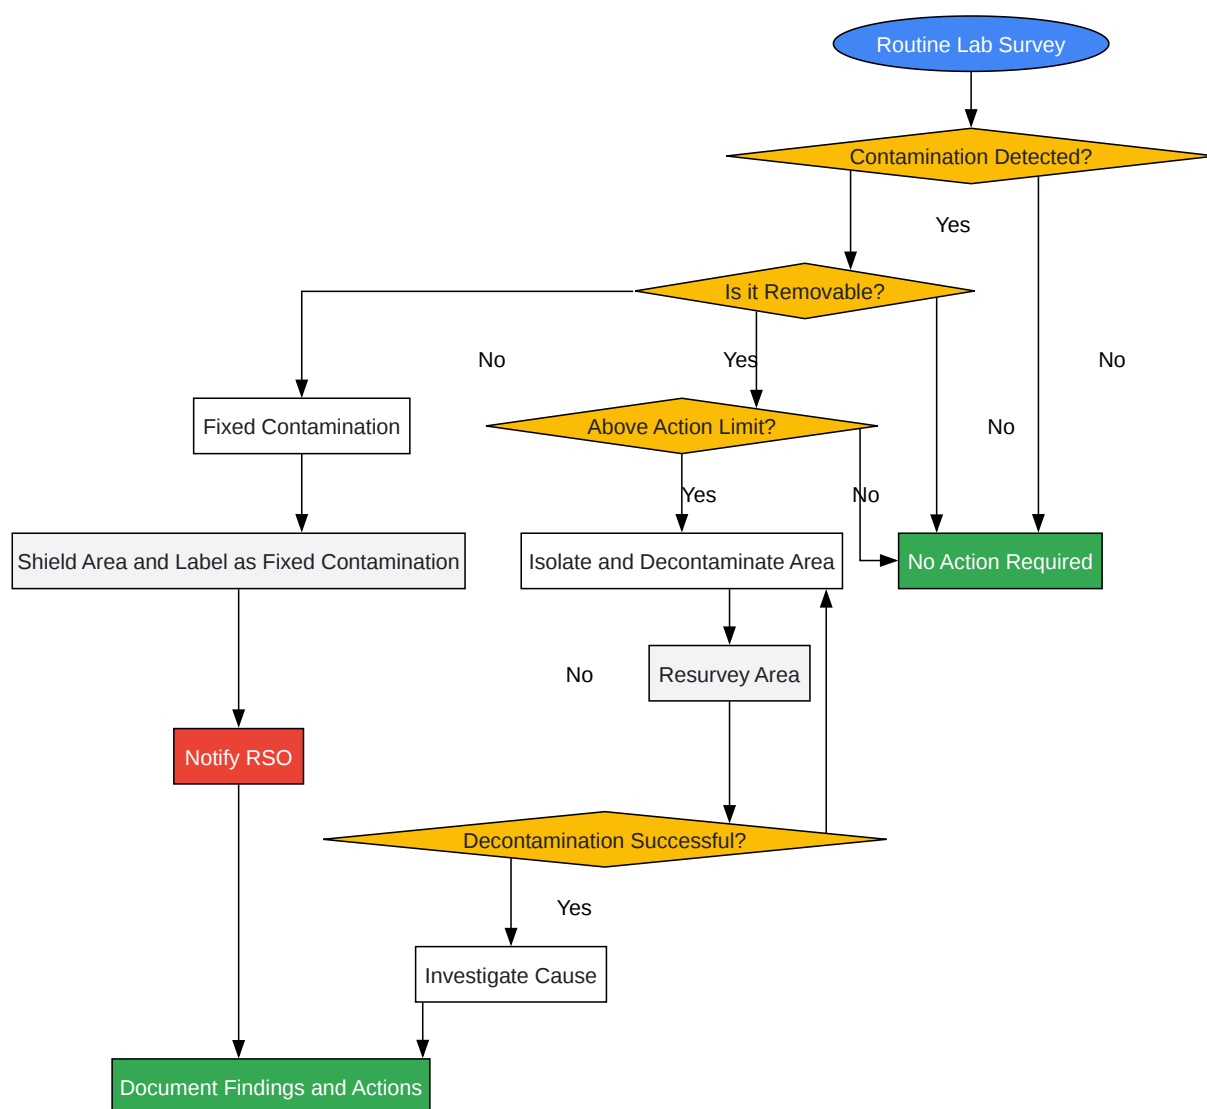 Routine Lab Survey
Contamination Detected?
Yes
Is it Removable?
No
Yes
No
Fixed Contamination
Above Action Limit?
No
Yes
No
Shield Area and Label as Fixed Contamination
Isolate and Decontaminate Area
No Action Required
No
Resurvey Area
Notify RSO
Decontamination Successful?
Yes
Investigate Cause
Document Findings and Actions